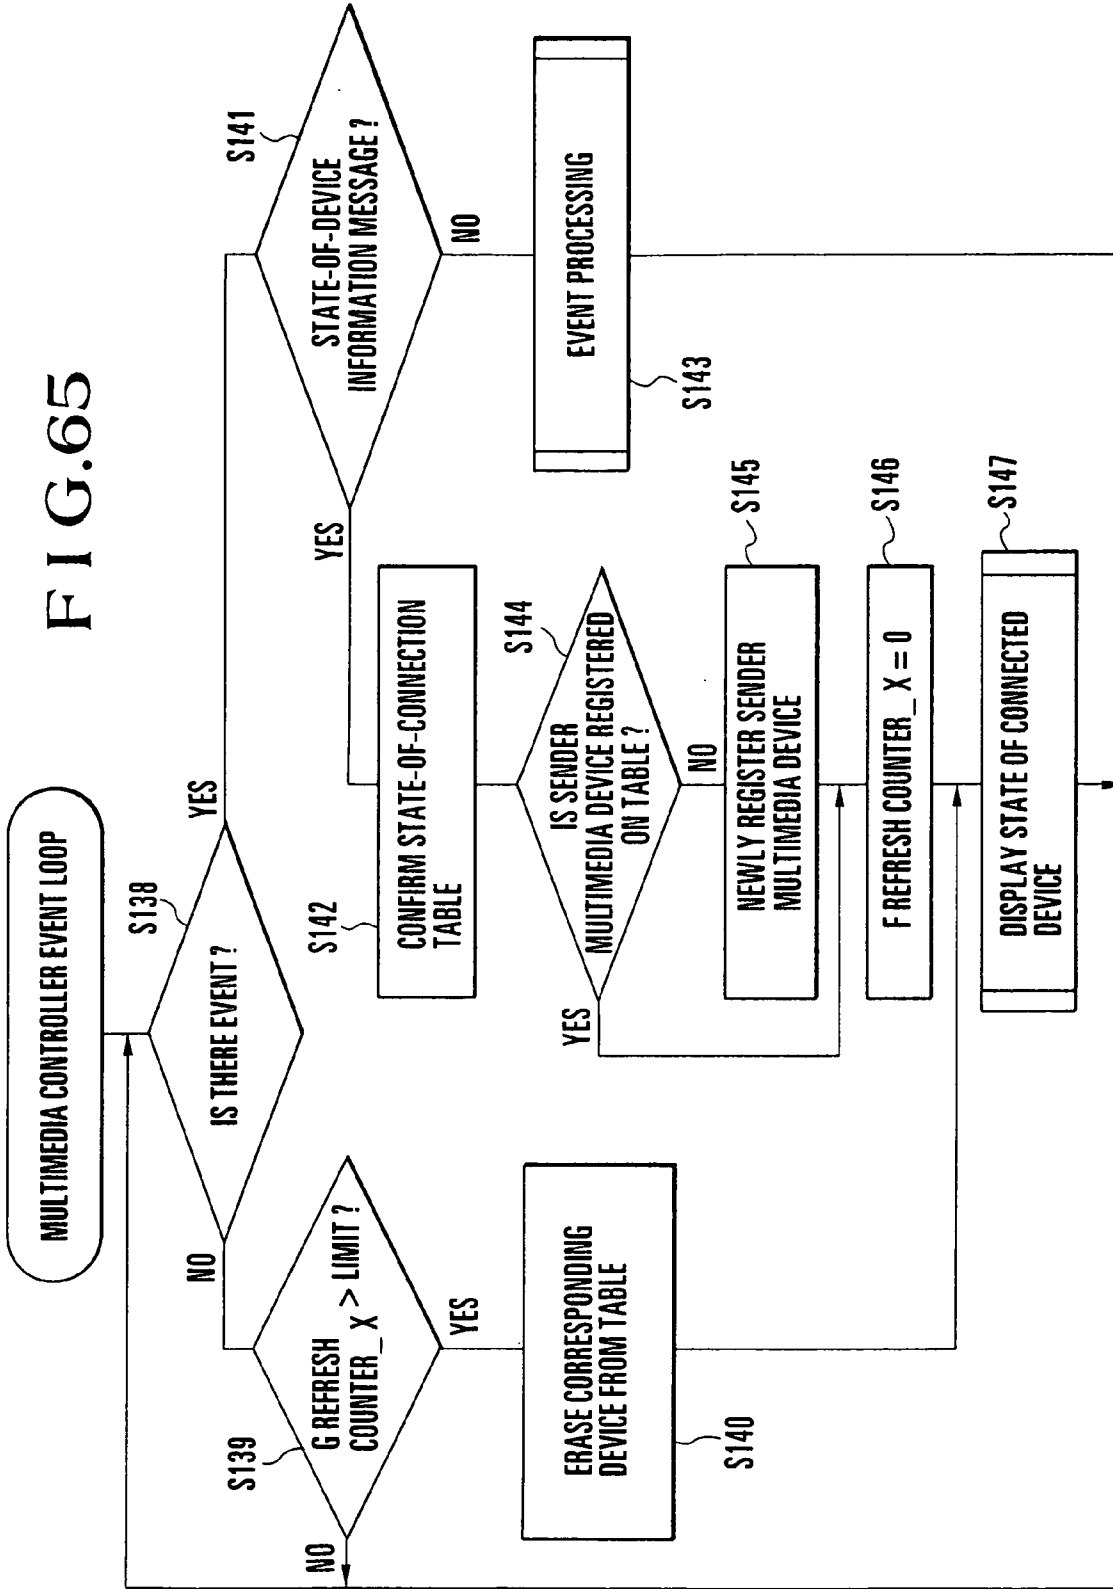 FIG.65
MULTIMEDIA CONTROLLER EVENT LOOP
S138
IS THERE EVENT ?
NO
YES
S139
G REFRESH
COUNTER_X > LIMIT ?
NO
YES
ERASE CORRESPONDING
DEVICE FROM TABLE
S140
S141
STATE-OF-DEVICE
INFORMATION MESSAGE ?
YES
NO
S142
CONFIRM STATE-OF-CONNECTION
TABLE
EVENT PROCESSING
S143
S144
IS SENDER
MULTIMEDIA DEVICE REGISTERED
ON TABLE ?
YES
NO
S145
NEWLY REGISTER SENDER
MULTIMEDIA DEVICE
S146
F REFRESH COUNTER_X = 0
S147
DISPLAY STATE OF CONNECTED
DEVICE